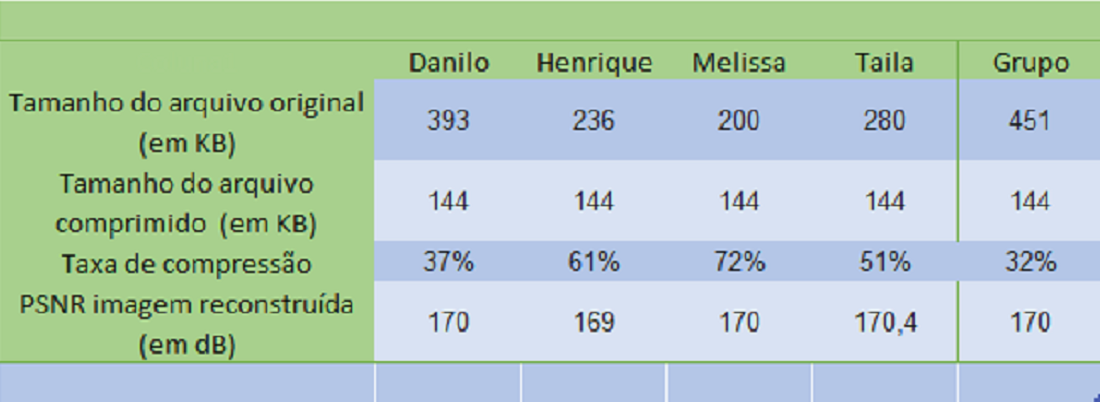 Danilo Henrique Melissa Taila Grupo
Tamanho do arquivo original
(em KB) 393 236 200 280 451
Tamanho do arquivo
comprimido (em KB) 144 144 144 144 144
Taxa de compressão 37% 61% 72% 51% 32%
PSNR imagem reconstruída
(em dB) 170 169 170 170,4 170